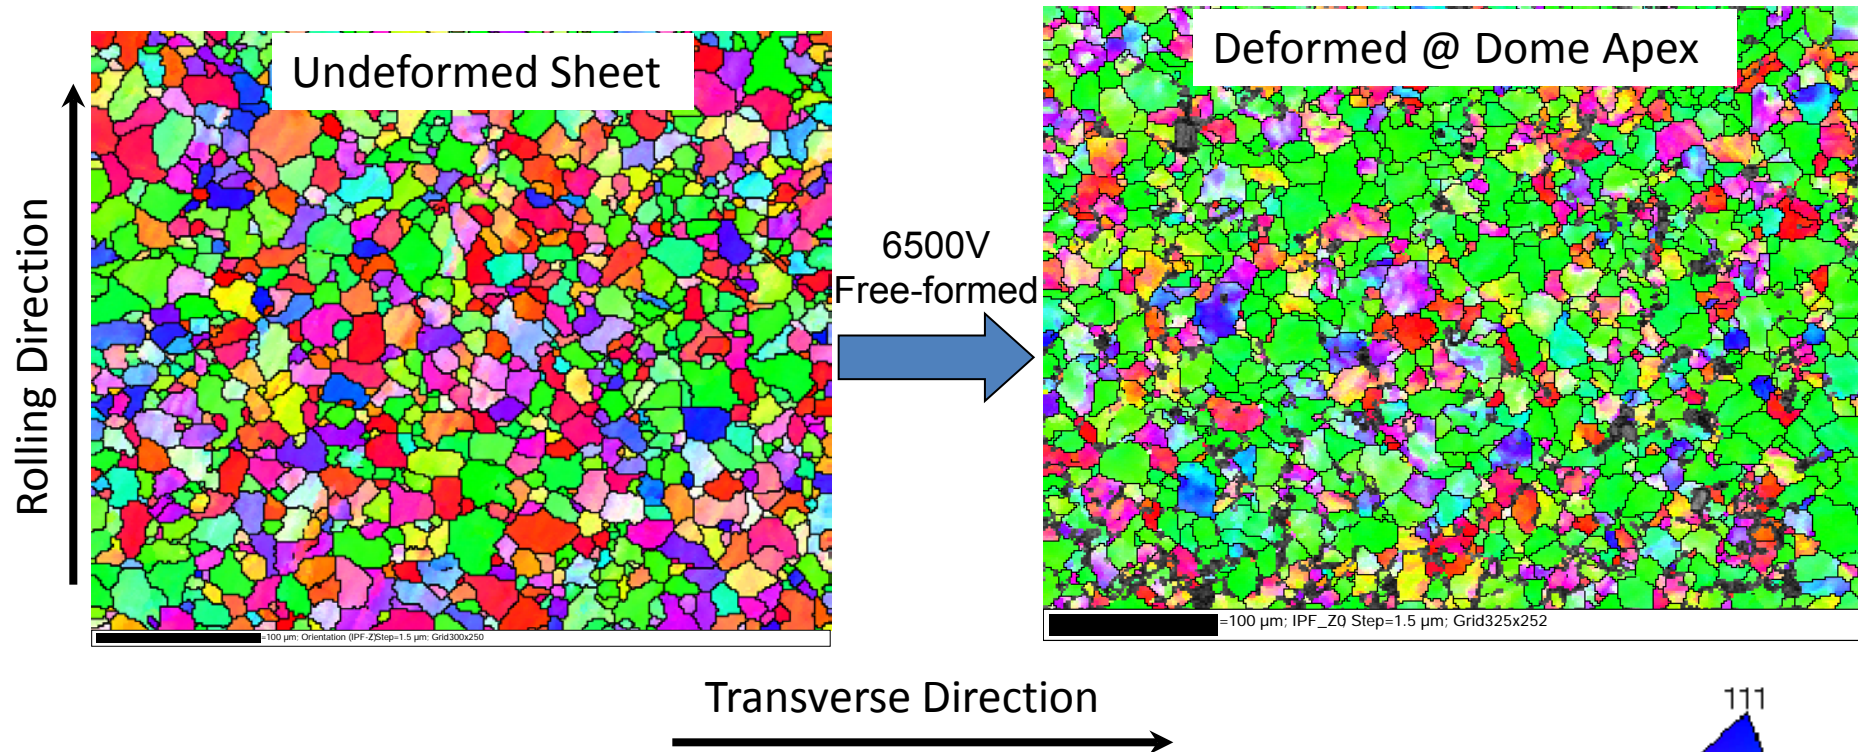 Undeformed Sheet
Deformed @ Dome Apex
Rolling Direction
6500V
Free-formed
=100 µm; Orientation (IPF-Z)Step=1.5 µm; Grid300x250
=100 µm; IPF_Z0 Step=1.5 µm; Grid325x252
Transverse Direction
111